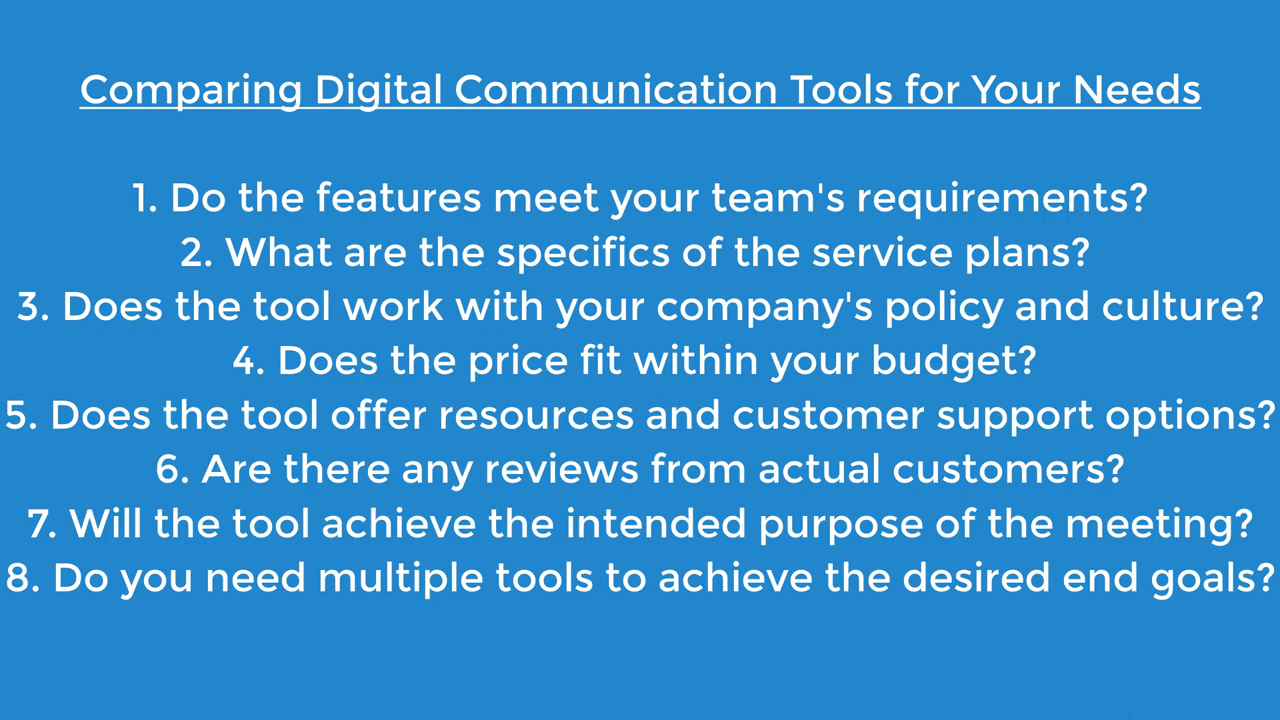 Comparing Digital Communication Tools for Your Needs
1. Do the features meet your team's requirements?
2. What are the specifics of the service plans?
3. Does the tool work with your company's policy and culture?
4. Does the price fit within your budget?
5. Does the tool offer resources and customer support options?
6. Are there any reviews from actual customers?
7. Will the tool achieve the intended purpose of the meeting?
8. Do you need multiple tools to achieve the desired end goals?